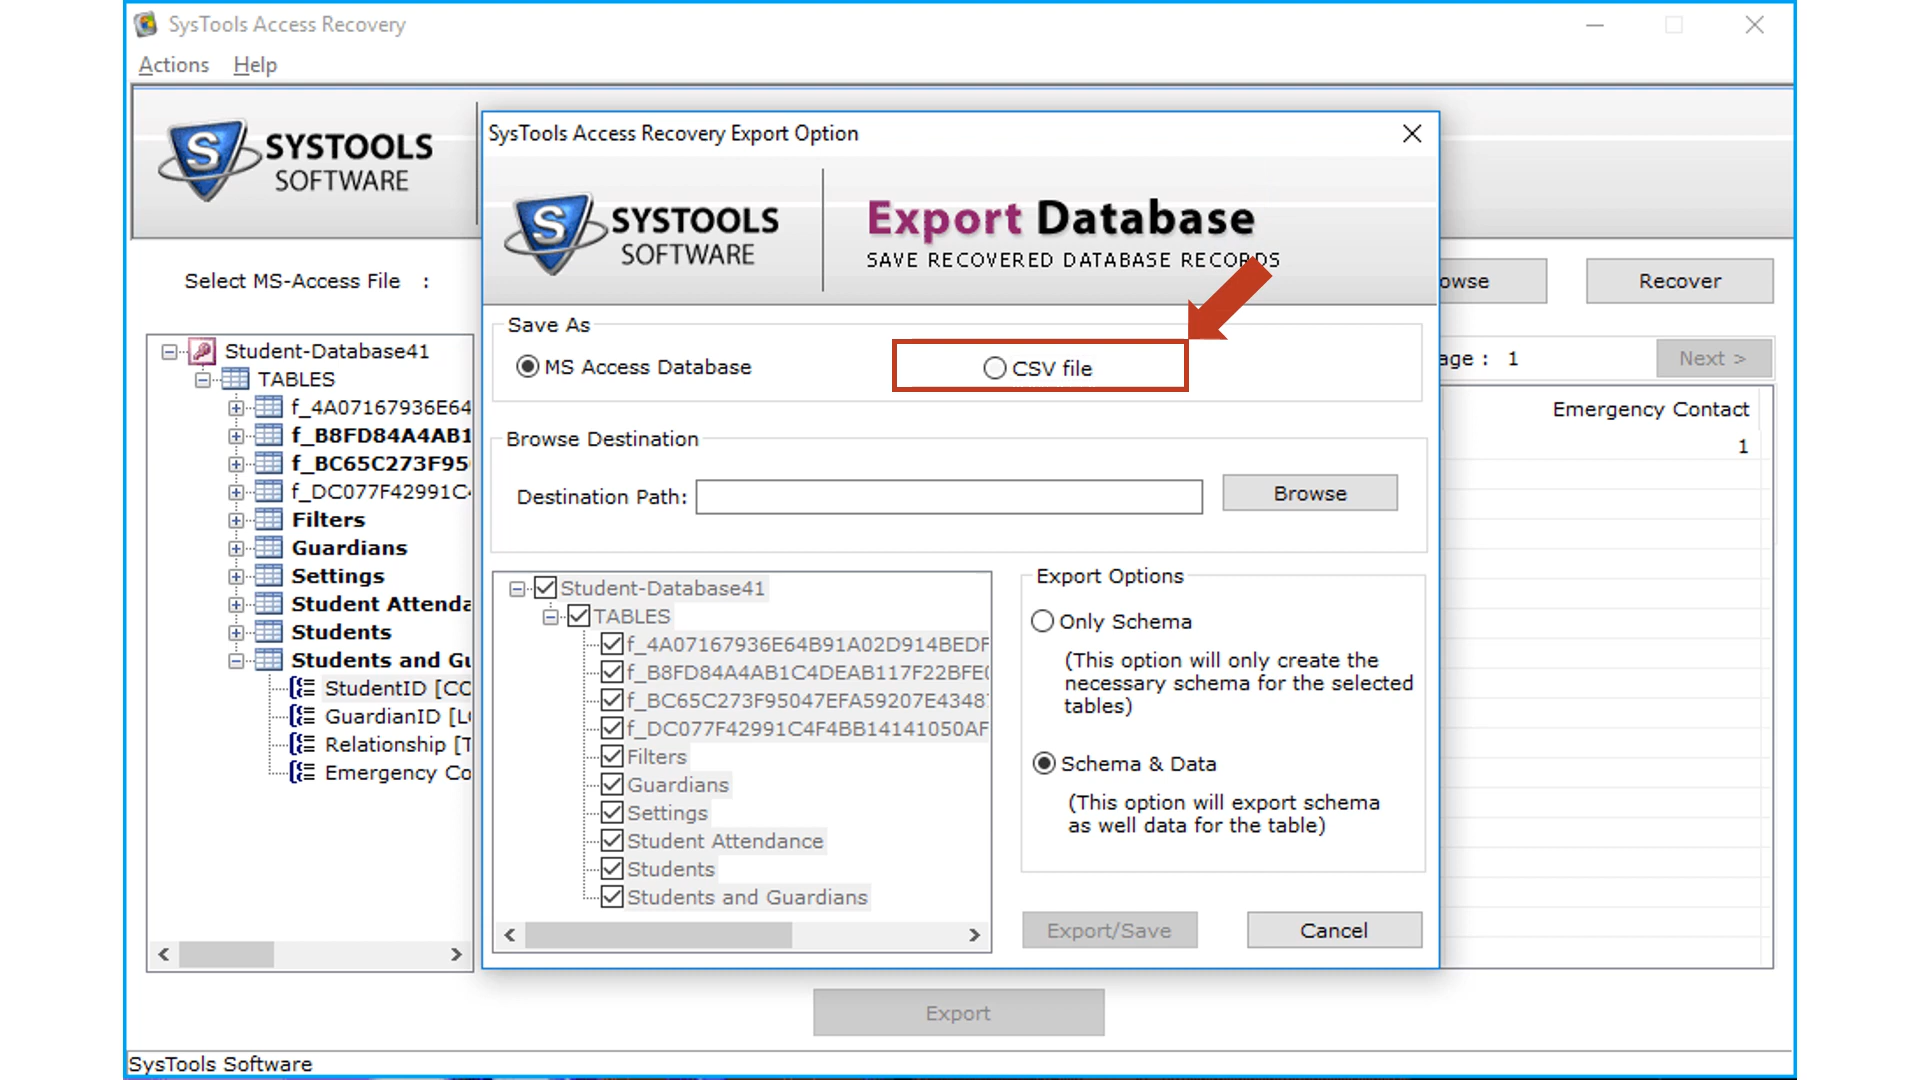 SysTools Access Recovery
Actions Help
SYSTOOLS
SOFTWARE
Select MS-Access File :
Recover
Student-Database41
TABLES
f_4A07167936E64
f_B8FD84A4AB1
f_BC65C273F95
f_DC077F42991C
Filters
Guardians
Settings
Student Attenda
Students
Students and Gu
StudentID [CO
GuardianID [L
Relationship [T
Emergency Co
age : 1
Next >
Emergency Contact
1
SysTools Access Recovery Export Option
SYSTOOLS
SOFTWARE
Export Database
SAVE RECOVERED DATABASE RECORDS
Save As
MS Access Database
CSV file
Browse Destination
Destination Path:
Browse
Student-Database41
TABLES
f_4A07167936E64B91A02D914BEDF
f_B8FD84A4AB1C4DEAB117F22BFE
f_BC65C273F95047EFA59207E4348
f_DC077F42991C4F4BB14141050AF
Filters
Guardians
Settings
Student Attendance
Students
Students and Guardians
Export Options
Only Schema
(This option will only create the
necessary schema for the selected
tables)
Schema & Data
(This option will export schema
as well data for the table)
Export/Save
Cancel
Export
SysTools Software